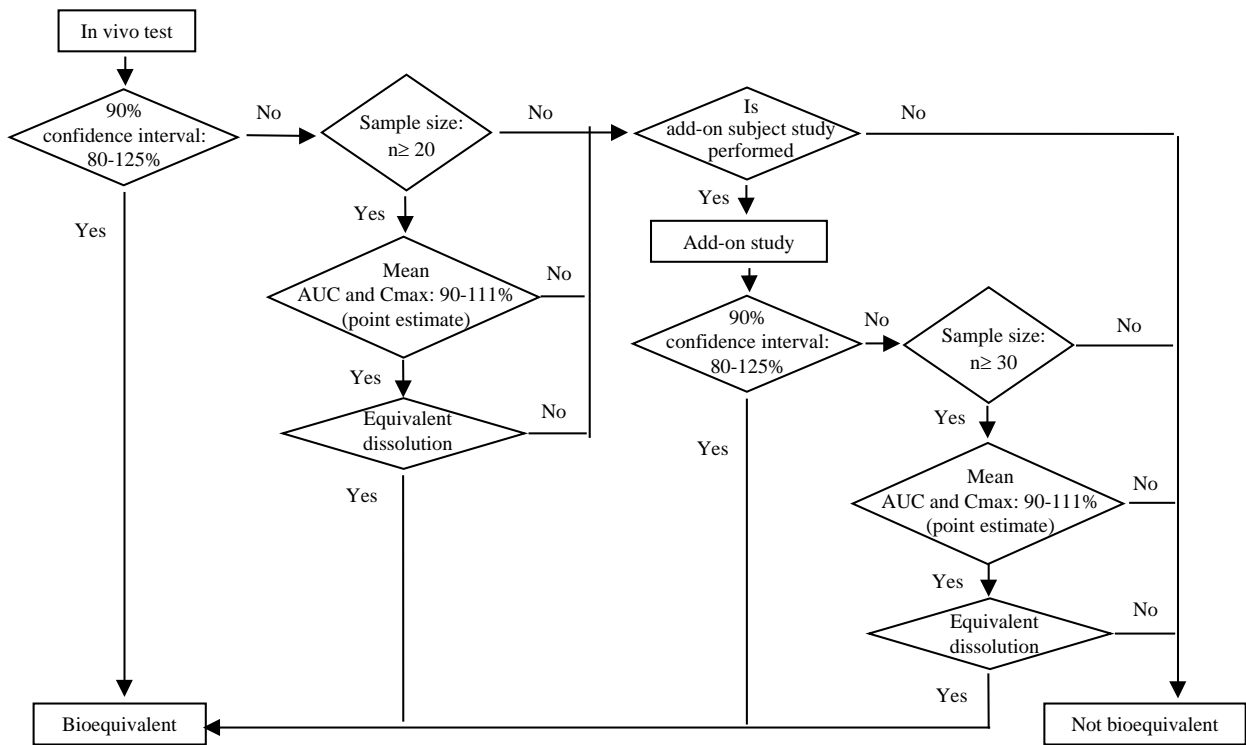 In vivo test
90%
confidence interval:
80-125%
No
Sample size:
n≥ 20
No
Is
add-on subject study
performed
No
Yes
Yes
Yes
Add-on study
Mean
AUC and Cmax: 90-111%
(point estimate)
No
90%
confidence interval:
80-125%
No
Sample size:
n≥ 30
No
Yes
Equivalent
dissolution
No
Yes
Yes
Yes
Mean
AUC and Cmax: 90-111%
(point estimate)
No
Yes
Equivalent
dissolution
No
Yes
Bioequivalent
Not bioequivalent